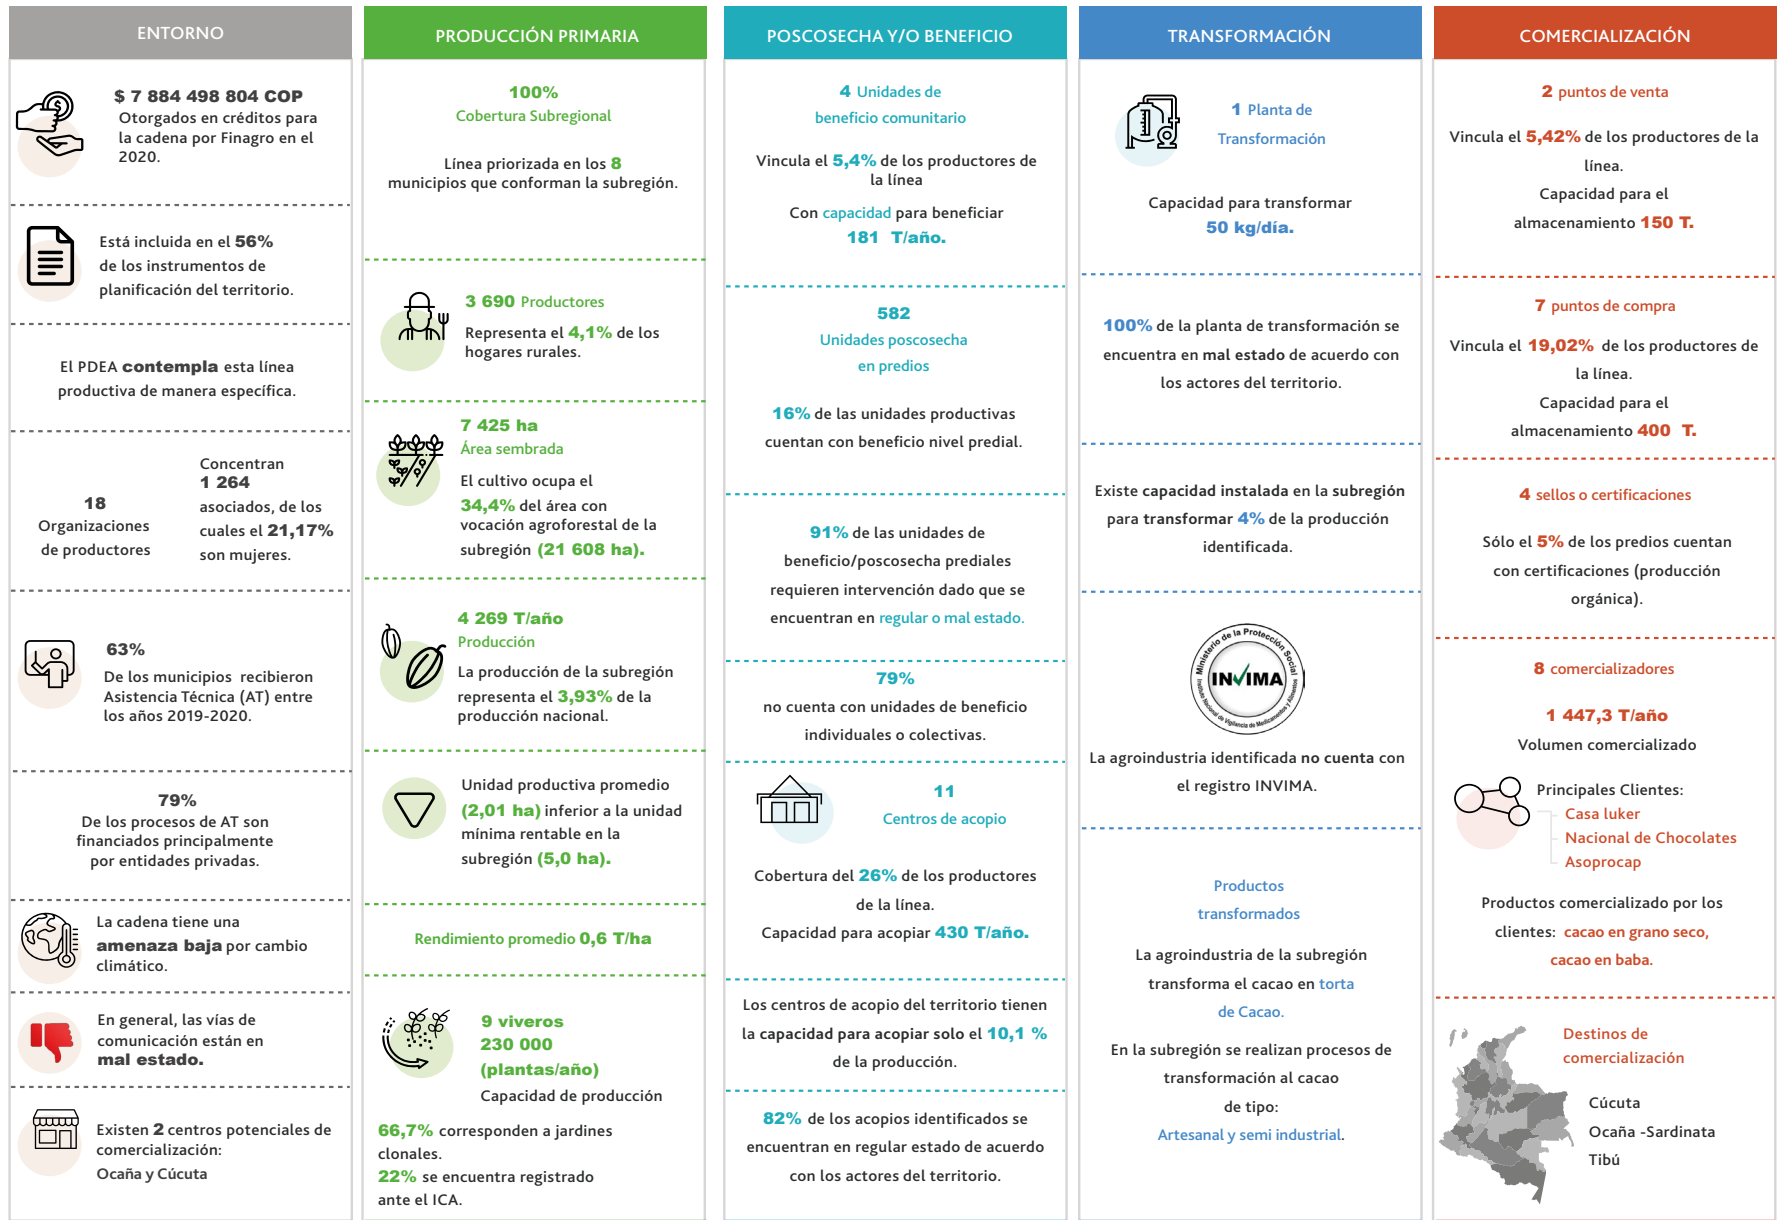 ENTORNO
$ 7 884 498 804 COP
Otorgados en créditos para
la cadena por Finagro en el
2020.
Está incluida en el 56%
de los instrumentos de
planificación del territorio.
El PDEA contempla esta línea
productiva de manera específica.
18
Organizaciones
de productores
Concentran
1 264
asociados, de los
cuales el 21,17%
son mujeres.
63%
De los municipios recibieron
Asistencia Técnica (AT) entre
los años 2019-2020.
79%
De los procesos de AT son
financiados principalmente
por entidades privadas.
La cadena tiene una
amenaza baja por cambio
climático.
En general, las vías de
comunicación están en
mal estado.
Existen 2 centros potenciales de
comercialización:
Ocaña y Cúcuta
PRODUCCIÓN PRIMARIA
100%
Cobertura Subregional
Línea priorizada en los 8
municipios que conforman la subregión.
3 690 Productores
Representa el 4,1% de los
hogares rurales.
7 425 ha
Área sembrada
El cultivo ocupa el
34,4% del área con
vocación agroforestal de la
subregión (21 608 ha).
4 269 T/año
Producción
La producción de la subregión
representa el 3,93% de la
producción nacional.
Unidad productiva promedio
(2,01 ha) inferior a la unidad
mínima rentable en la
subregión (5,0 ha).
Rendimiento promedio 0,6 T/ha
9 viveros
230 000
(plantas/año)
Capacidad de producción
66,7% corresponden a jardines
clonales.
22% se encuentra registrado
ante el ICA.
POSCOSECHA Y/O BENEFICIO
4 Unidades de
beneficio comunitario
Vincula el 5,4% de los productores de
la línea
Con capacidad para beneficiar
181 T/año.
582
Unidades poscosecha
en predios
16% de las unidades productivas
cuentan con beneficio nivel predial.
91% de las unidades de
beneficio/poscosecha prediales
requieren intervención dado que se
encuentran en regular o mal estado.
79%
no cuenta con unidades de beneficio
individuales o colectivas.
11
Centros de acopio
Cobertura del 26% de los productores
de la línea.
Capacidad para acopiar 430 T/año.
Los centros de acopio del territorio tienen
la capacidad para acopiar solo el 10,1 %
de la producción.
82% de los acopios identificados se
encuentran en regular estado de acuerdo
con los actores del territorio.
TRANSFORMACIÓN
1 Planta de
Transformación
Capacidad para transformar
50 kg/día.
100% de la planta de transformación se
encuentra en mal estado de acuerdo con
los actores del territorio.
Existe capacidad instalada en la subregión
para transformar 4% de la producción
identificada.
Ministerio de la Protección Social
INVIMA
Instituto Nacional de Vigilancia de Medicamentos y Alimentos
La agroindustria identificada no cuenta con
el registro INVIMA.
Productos
transformados
La agroindustria de la subregión
transforma el cacao en torta
de Cacao.
En la subregión se realizan procesos de
transformación al cacao
de tipo:
Artesanal y semi industrial.
COMERCIALIZACIÓN
2 puntos de venta
Vincula el 5,42% de los productores de la
línea.
Capacidad para el
almacenamiento 150 T.
7 puntos de compra
Vincula el 19,02% de los productores de
la línea.
Capacidad para el
almacenamiento 400 T.
4 sellos o certificaciones
Sólo el 5% de los predios cuentan
con certificaciones (producción
orgánica).
8 comercializadores
1 447,3 T/año
Volumen comercializado
Principales Clientes:
Casa luker
Nacional de Chocolates
Asoprocap
Productos comercializado por los
clientes: cacao en grano seco,
cacao en baba.
Destinos de
comercialización
Cúcuta
Ocaña -Sardinata
Tibú